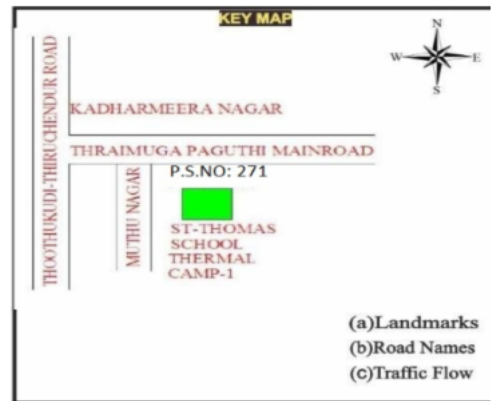 KEY MAP
N
W
E
S
THOOTHUKUDI-THIRUCHENDUR ROAD
KADHARMEERA NAGAR
THRAIMUGA PAGUTHI MAINROAD
MUTHU NAGAR
P.S.NO: 271
ST-THOMAS
SCHOOL
THERMAL
CAMP-1
(a)Landmarks
(b)Road Names
(c)Traffic Flow